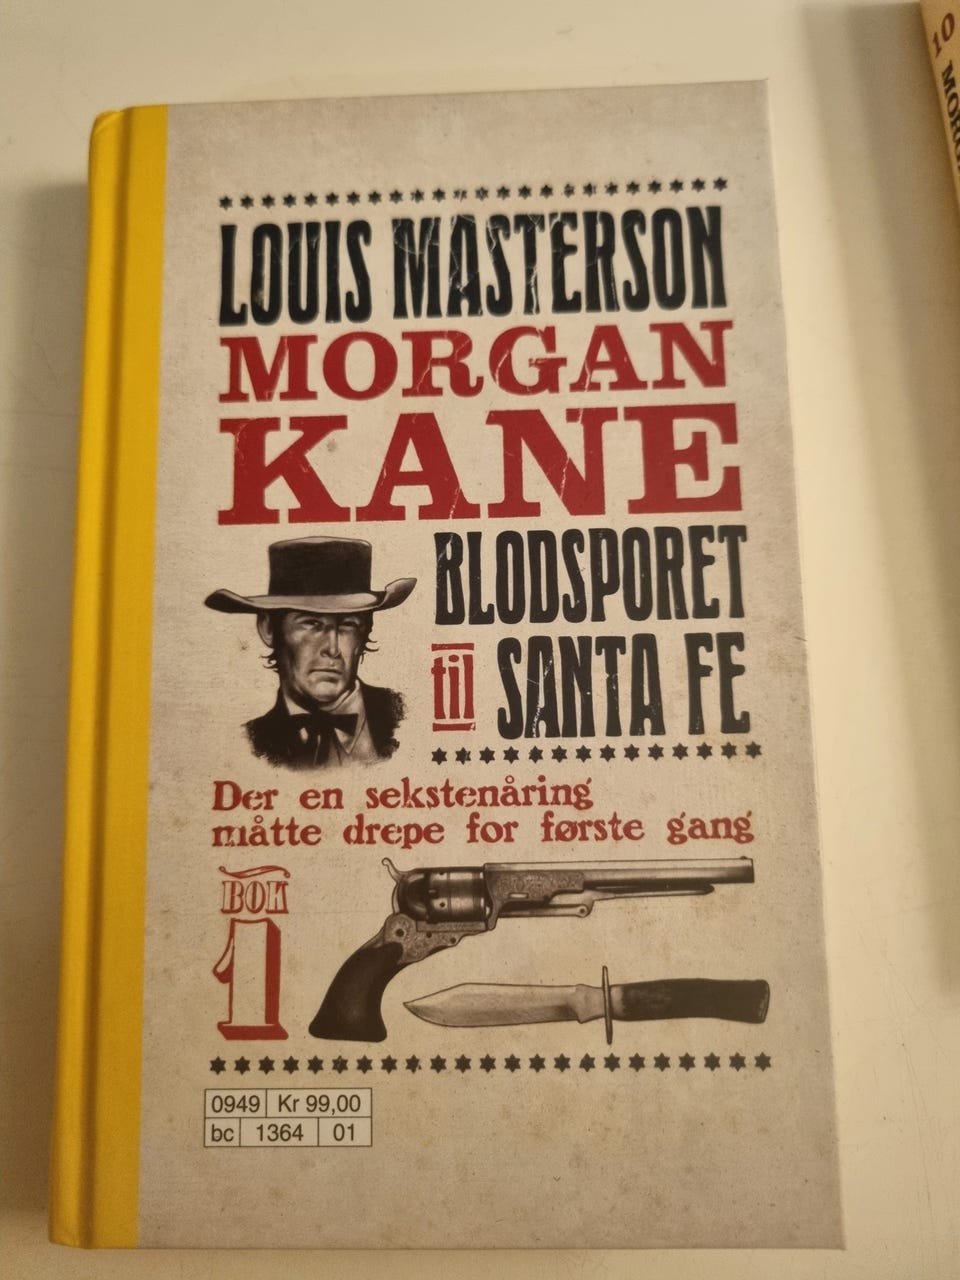 LOUIS MASTERSON
MORGAN
KANE
BLODSPORET
til SANTA FE
Der en sekstenåring
måtte drepe for første gang
BOK
1
0949 Kr 99,00
bc 1364 01
10